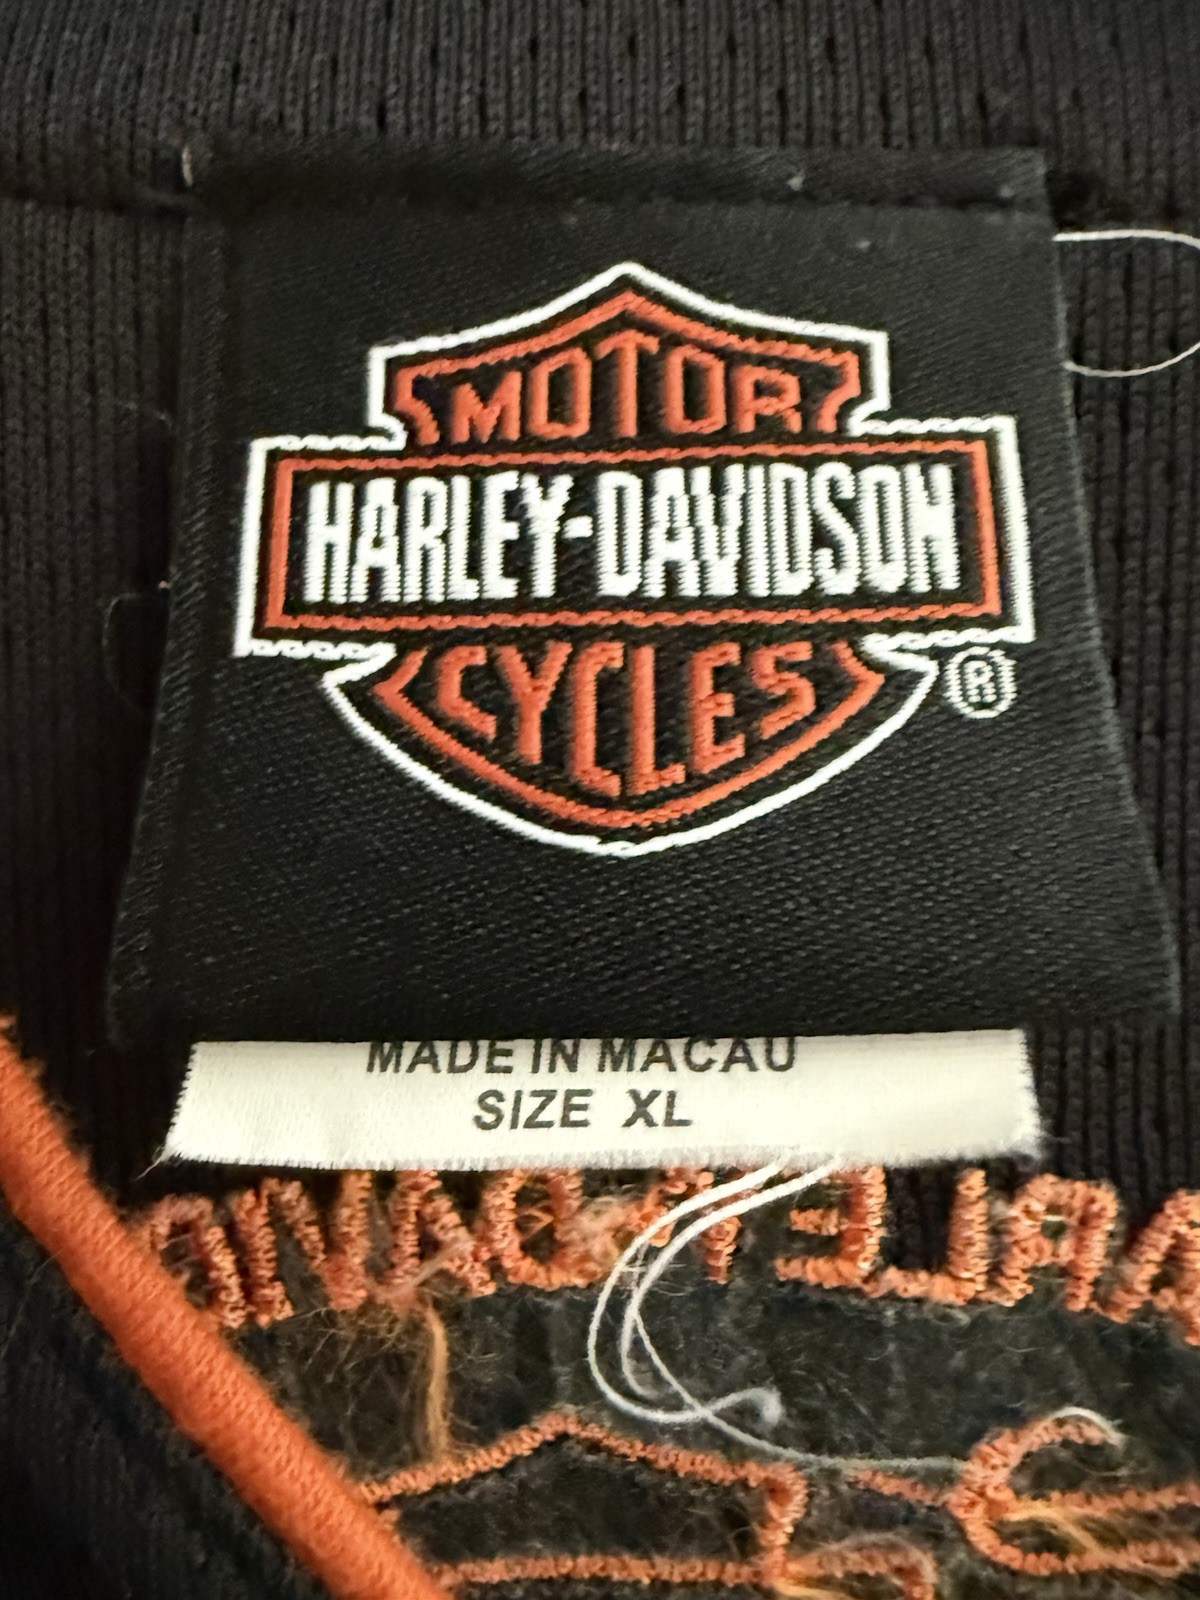 MOTOR
HARLEY-DAVIDSON
CYCLES
®
MADE IN MACAU
SIZE XL